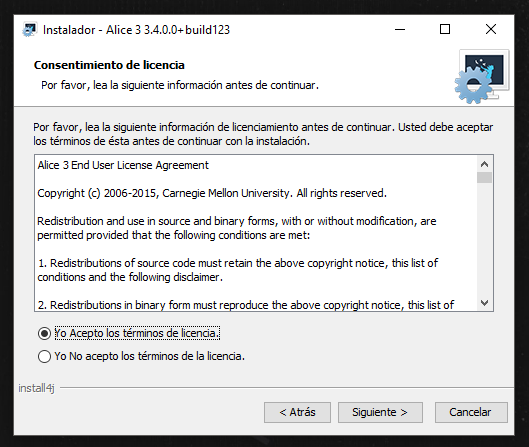 Instalador - Alice 3 3.4.0.0+build123
Consentimiento de licencia
Por favor, lea la siguiente información antes de continuar.
Por favor, lea la siguiente información de licenciamiento antes de continuar. Usted debe aceptar
los términos de ésta antes de continuar con la instalación.
Alice 3 End User License Agreement
Copyright (c) 2006-2015, Carnegie Mellon University. All rights reserved.
Redistribution and use in source and binary forms, with or without modification, are
permitted provided that the following conditions are met:
1. Redistributions of source code must retain the above copyright notice, this list of
conditions and the following disclaimer.
2. Redistributions in binary form must reproduce the above copyright notice, this list of
Yo Acepto los términos de licencia.
Yo No acepto los términos de la licencia.
install4j
< Atrás
Siguiente >
Cancelar